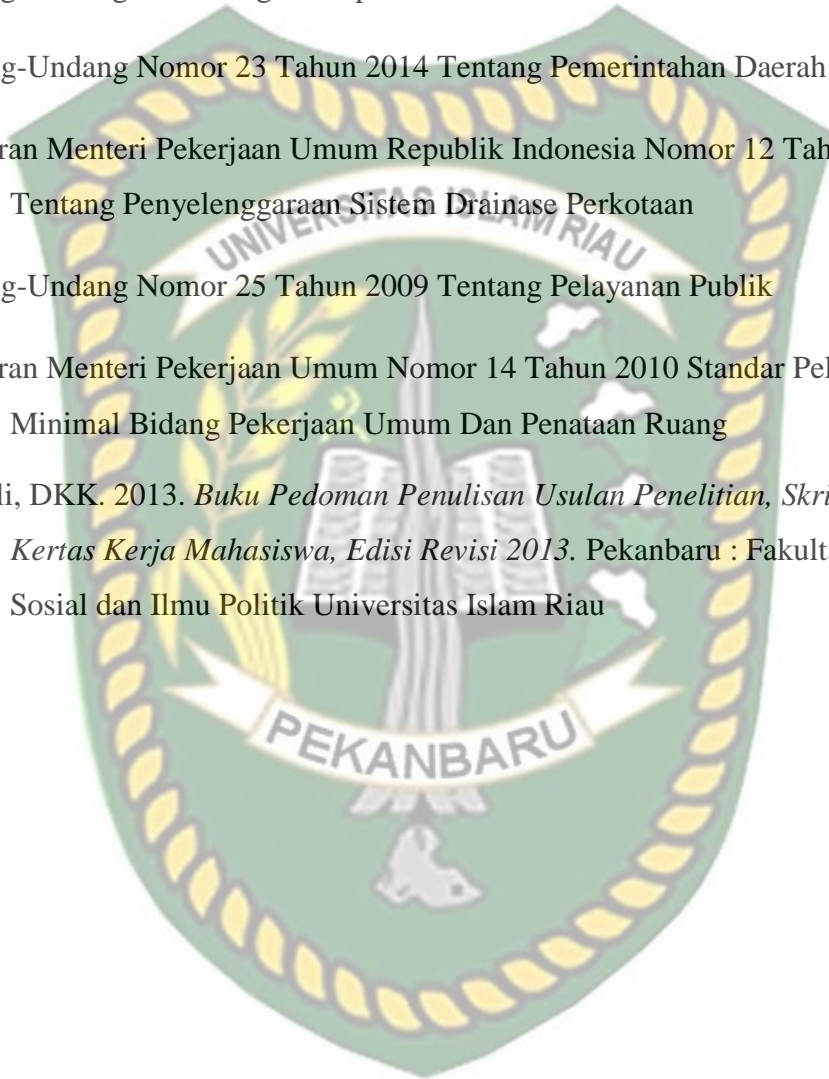 ng-Undang Nomor 23 Tahun 2014 Tentang Pemerintahan Daerah
ran Menteri Pekerjaan Umum Republik Indonesia Nomor 12 Tah
Tentang Penyelenggaraan Sistem Drainase Perkotaan
UNIVERSITAS ISLAM RIAU
g-Undang Nomor 25 Tahun 2009 Tentang Pelayanan Publik
ran Menteri Pekerjaan Umum Nomor 14 Tahun 2010 Standar Pel
Minimal Bidang Pekerjaan Umum Dan Penataan Ruang
li, DKK. 2013. Buku Pedoman Penulisan Usulan Penelitian, Skri
Kertas Kerja Mahasiswa, Edisi Revisi 2013. Pekanbaru : Fakult
Sosial dan Ilmu Politik Universitas Islam Riau
PEKANBARU